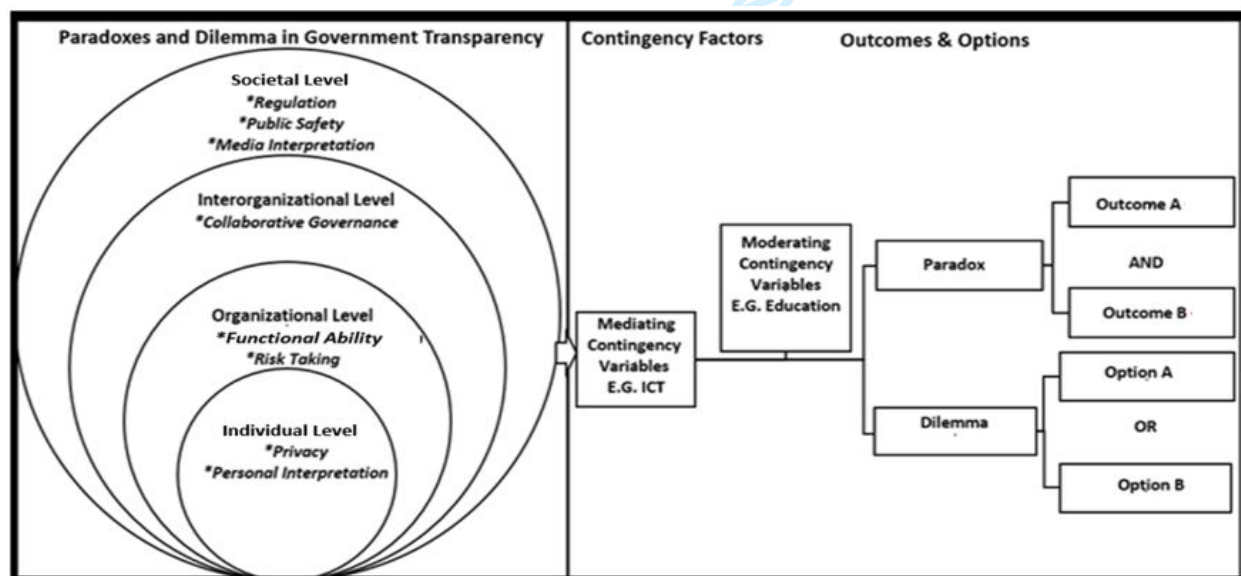 Paradoxes and Dilemma in Government Transparency
Contingency Factors
Outcomes & Options
Societal Level
*Regulation
*Public Safety
*Media Interpretation
Interorganizational Level
*Collaborative Governance
Organizational Level
*Functional Ability
*Risk Taking
Individual Level
*Privacy
*Personal Interpretation
Mediating
Contingency
Variables
E.G. ICT
Moderating
Contingency
Variables
E.G. Education
Paradox
Outcome A
AND
Outcome B
Dilemma
Option A
OR
Option B